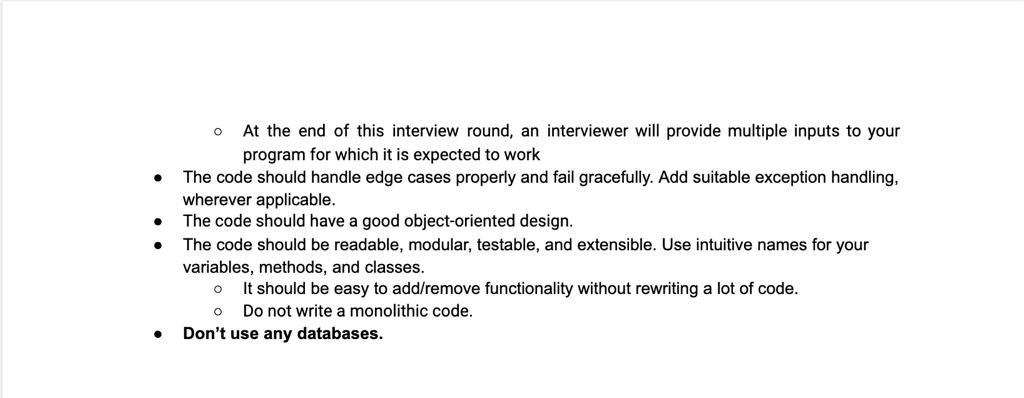 ○ At the end of this interview round, an interviewer will provide multiple inputs to your
program for which it is expected to work
● The code should handle edge cases properly and fail gracefully. Add suitable exception handling,
wherever applicable.
● The code should have a good object-oriented design.
● The code should be readable, modular, testable, and extensible. Use intuitive names for your
variables, methods, and classes.
○ It should be easy to add/remove functionality without rewriting a lot of code.
○ Do not write a monolithic code.
● Don’t use any databases.